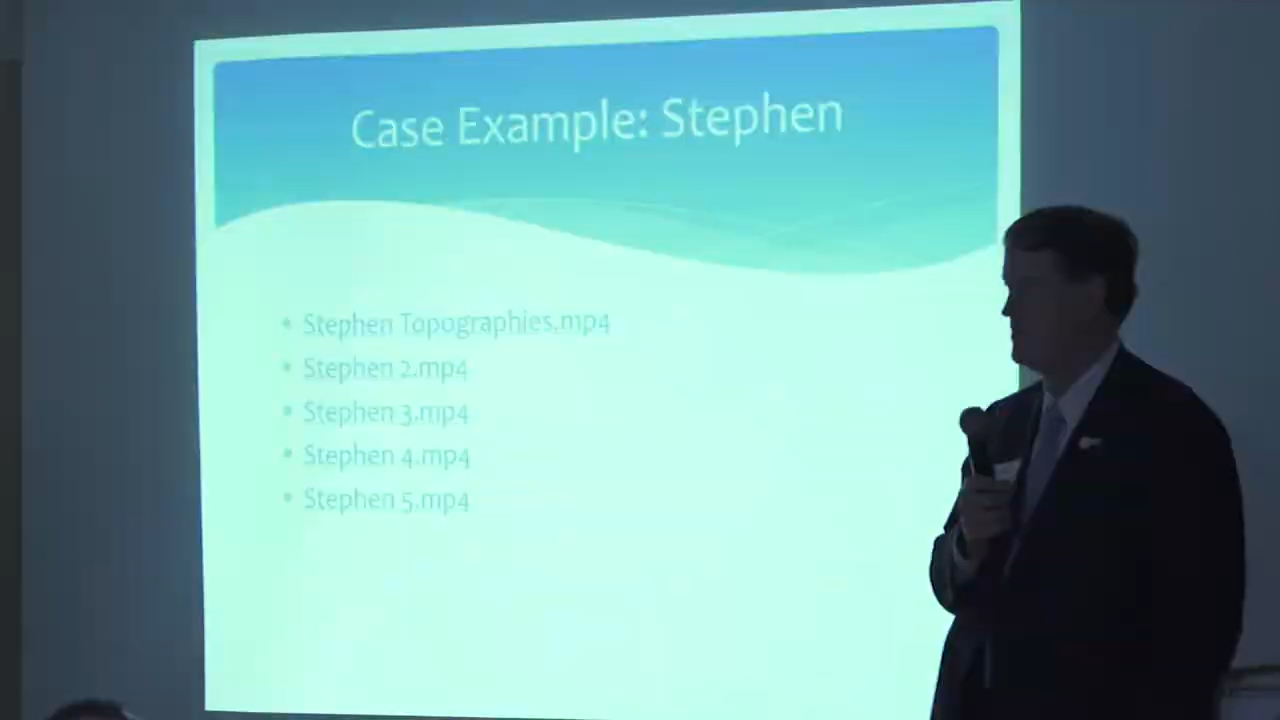 Case Example: Stephen
• Stephen Topographies.mp4
• Stephen 2.mp4
• Stephen 3.mp4
• Stephen 4.mp4
• Stephen 5.mp4